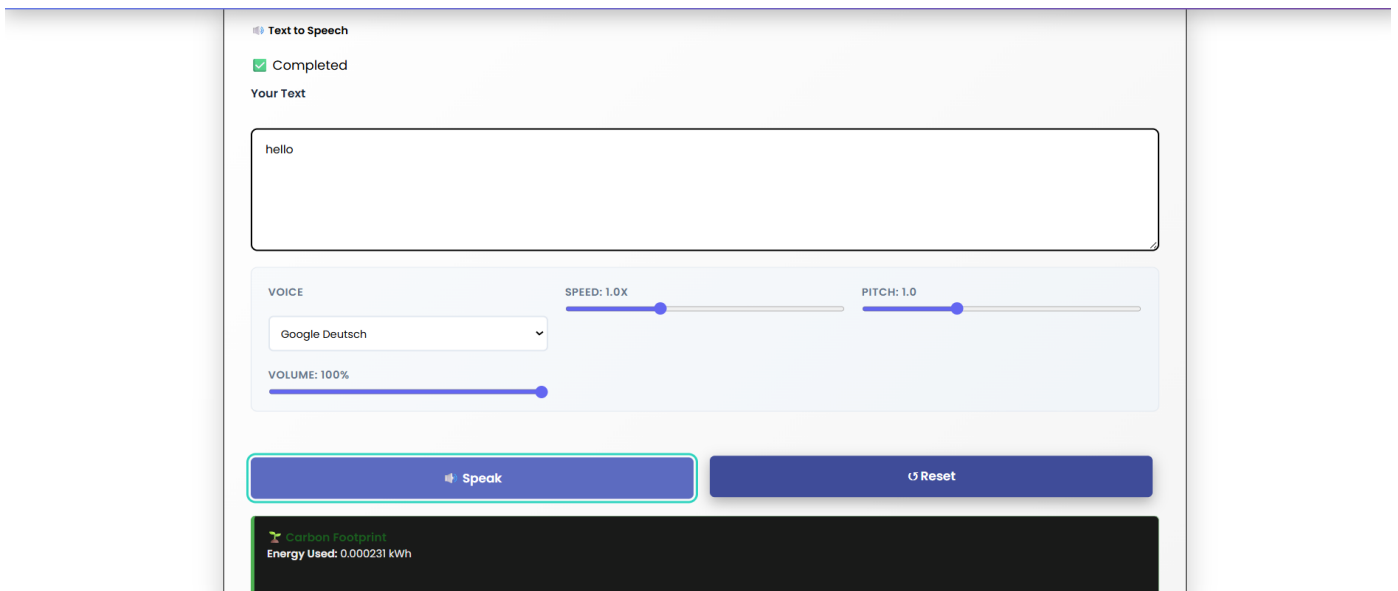 🔊 Text to Speech
✅ Completed
Your Text
hello
VOICE
Google Deutsch
SPEED: 1.0X
PITCH: 1.0
VOLUME: 100%
🔊 Speak
↺ Reset
🌱 Carbon Footprint
Energy Used: 0.000231 kWh